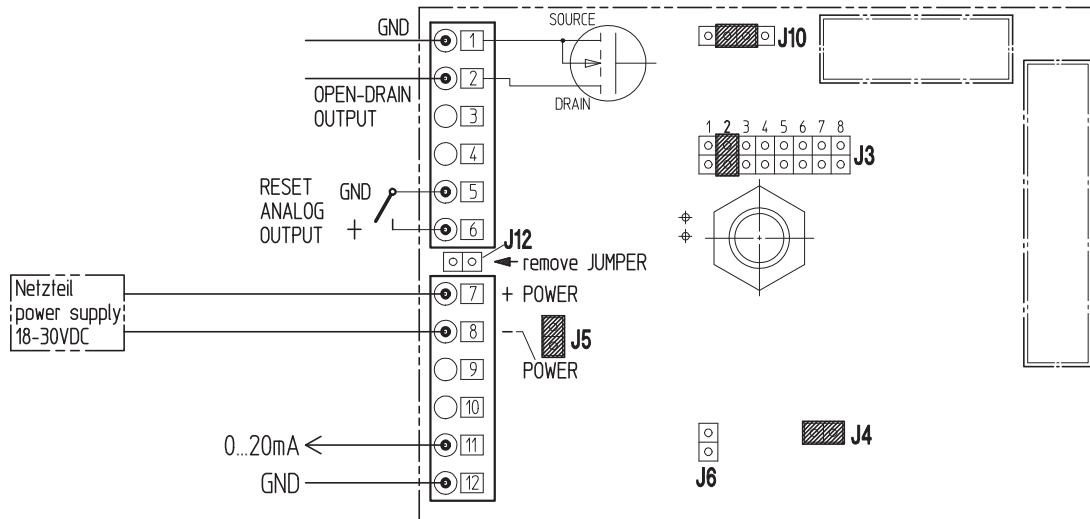 GND
OPEN-DRAIN
OUTPUT
RESET
ANALOG
OUTPUT
GND
+
Netzteil
power supply
18-30VDC
0...20mA
GND
1
2
3
4
5
6
J12
remove JUMPER
7
8
9
10
11
12
+ POWER
-
POWER
J5
SOURCE
DRAIN
J10
1 2 3 4 5 6 7 8
J3
J4
J6